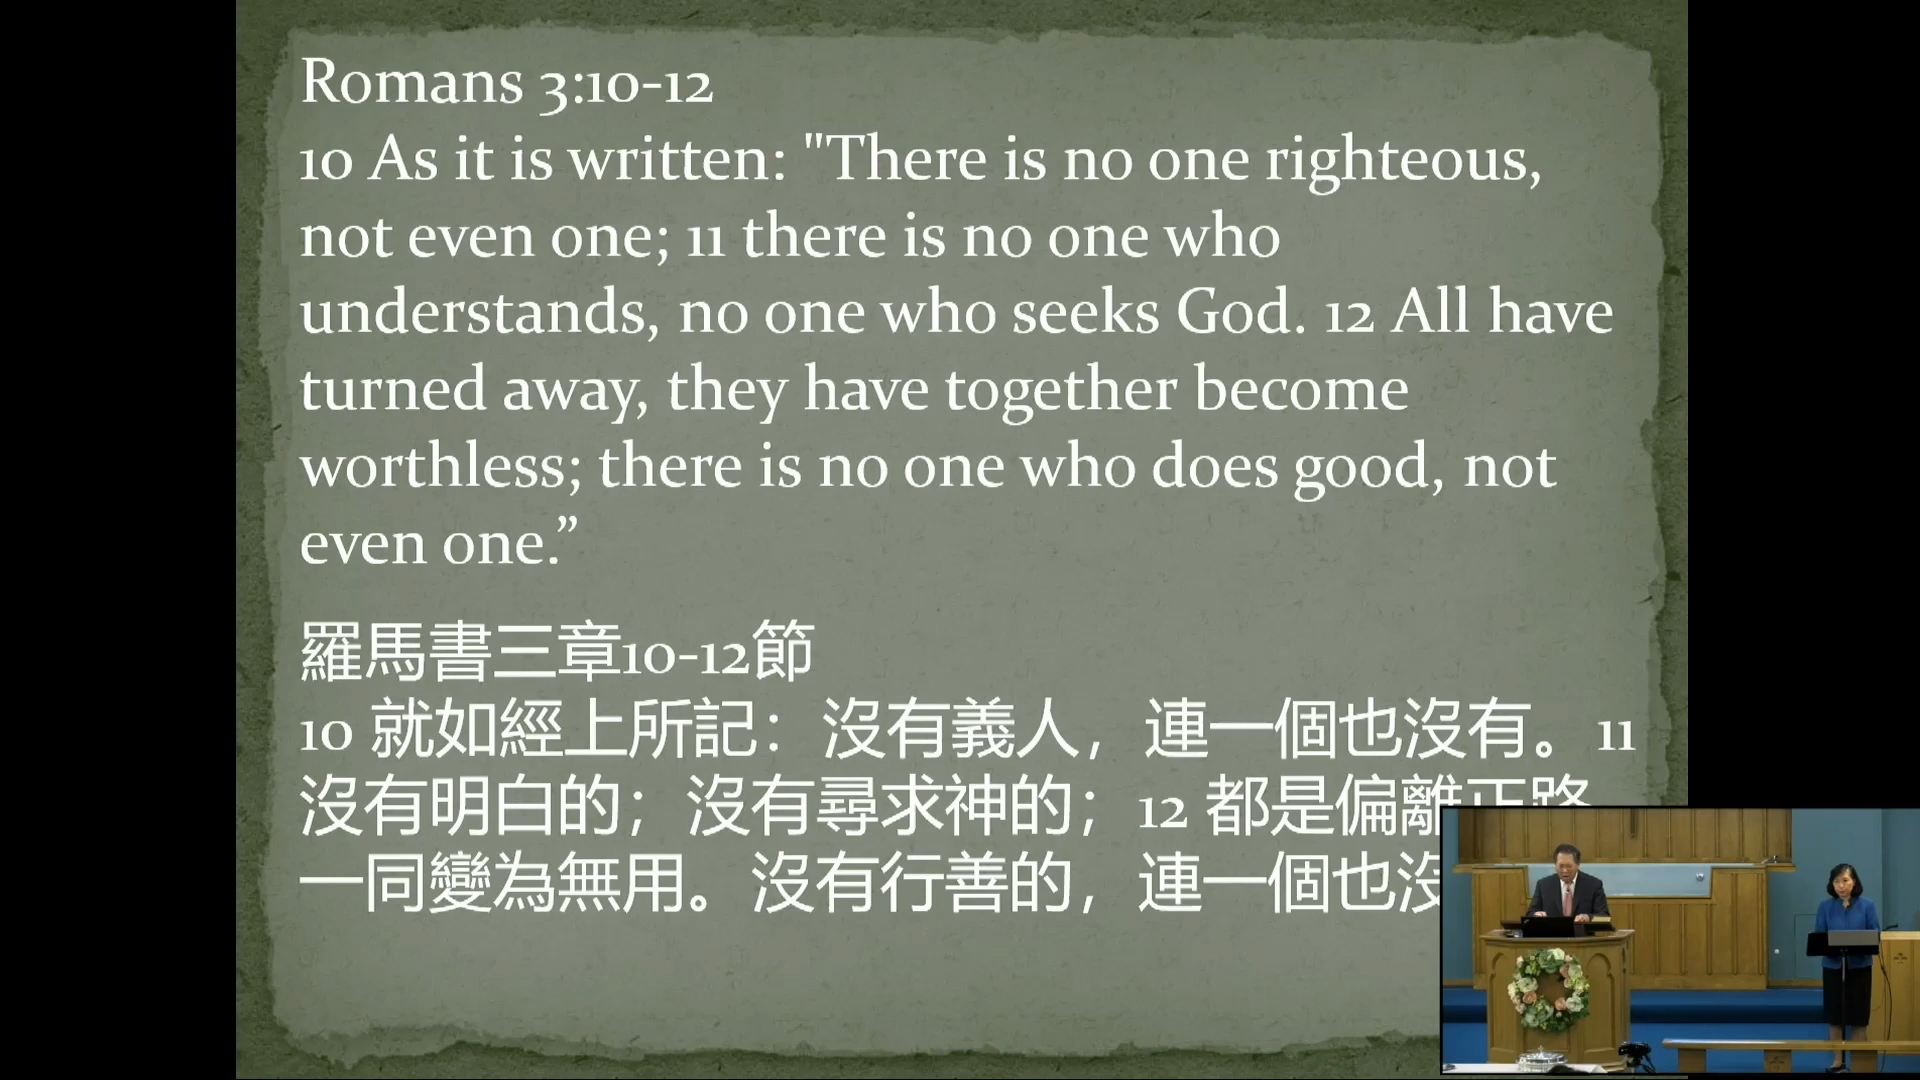 Romans 3:10-12
10 As it is written: "There is no one righteous,
not even one; 11 there is no one who
understands, no one who seeks God. 12 All have
turned away, they have together become
worthless; there is no one who does good, not
even one.”
羅馬書三章10-12節
10 就如經上所記：沒有義人，連一個也沒有。11
沒有明白的；沒有尋求神的；12 都是偏離正路
一同變為無用。沒有行善的，連一個也沒